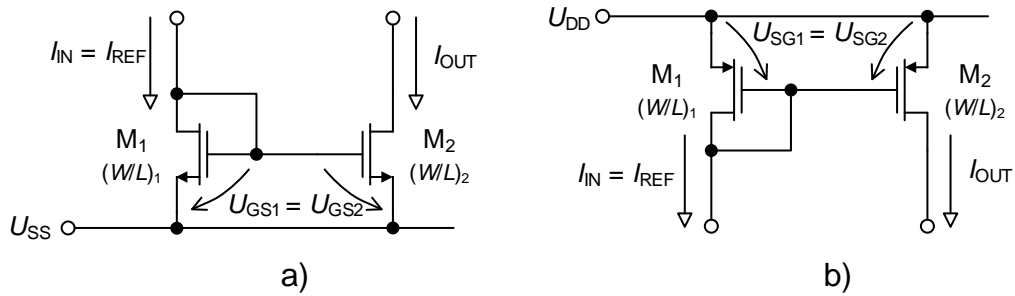 I_IN = I_REF
I_OUT
M₁
(W/L)₁
M₂
(W/L)₂
U_GS1 = U_GS2
U_SS
a)
U_DD
U_SG1 = U_SG2
M₁
(W/L)₁
M₂
(W/L)₂
I_IN = I_REF
I_OUT
b)